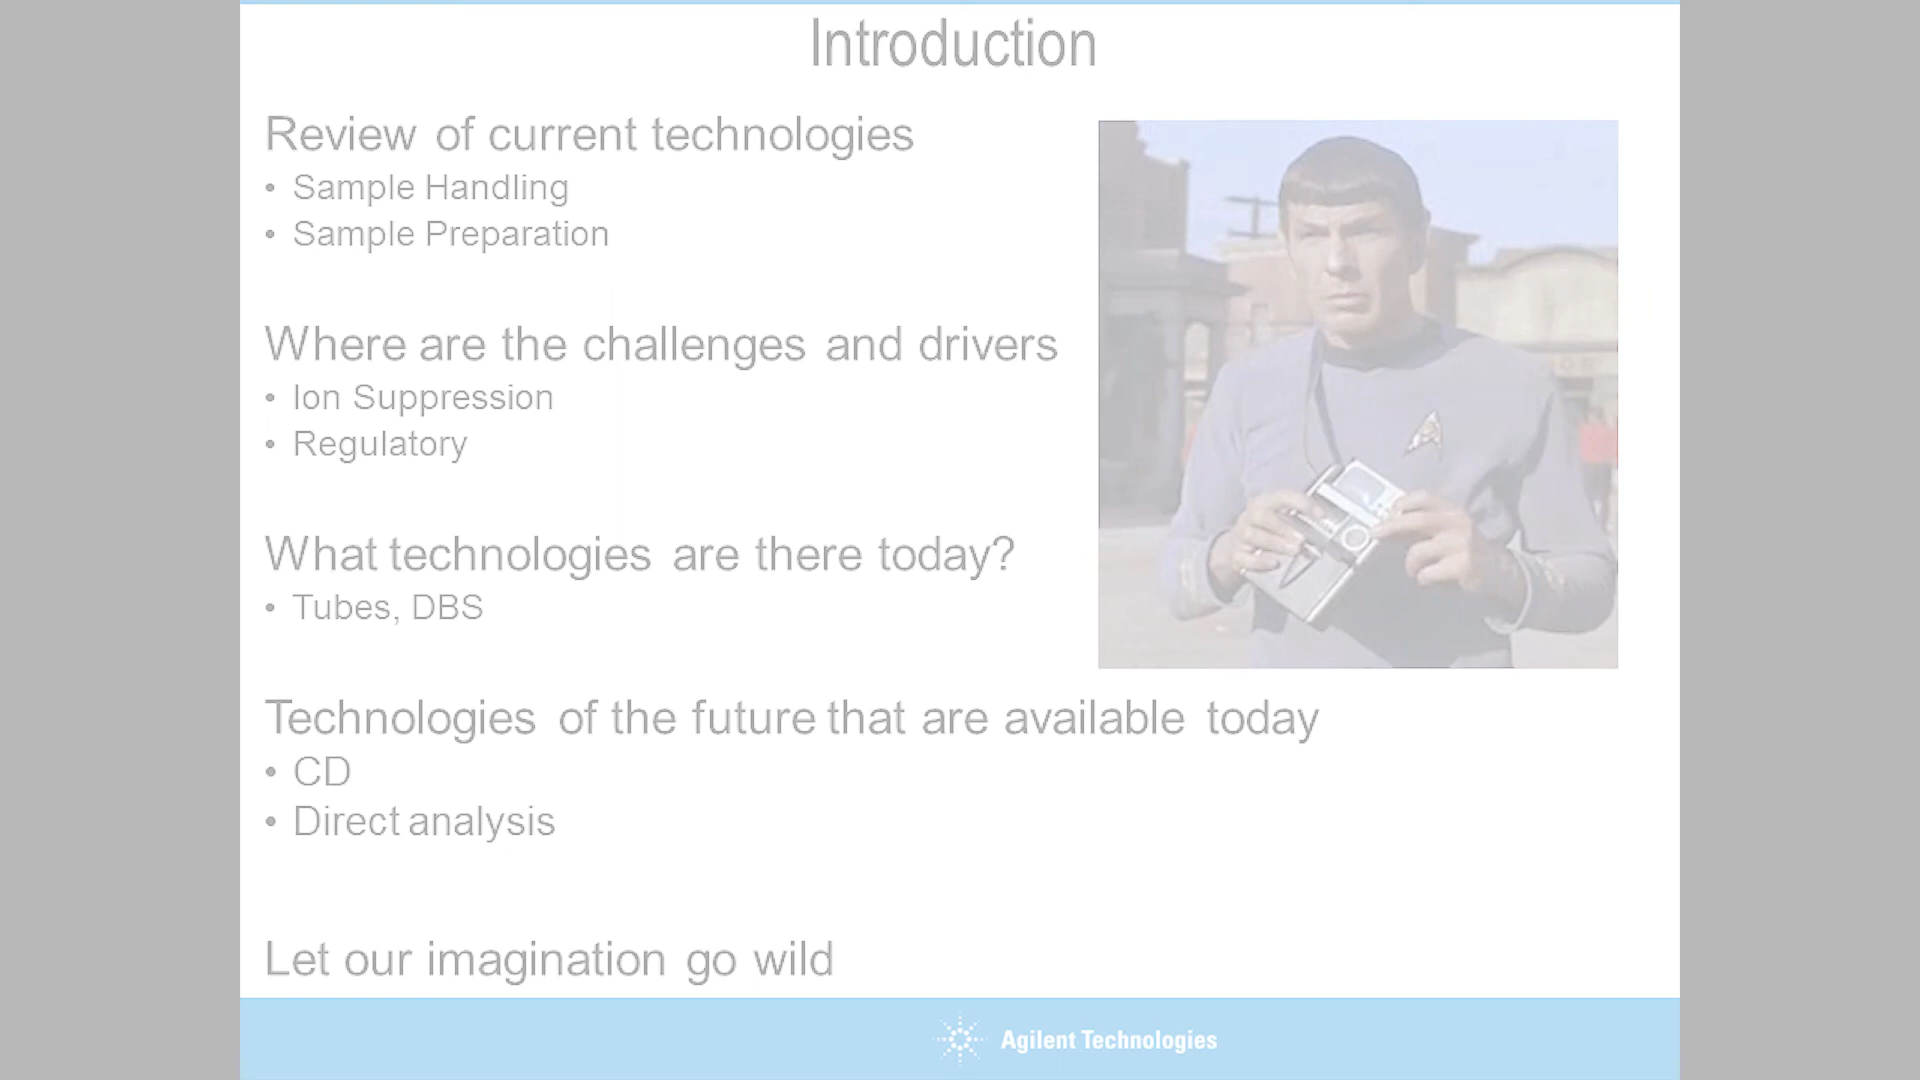 Introduction
Review of current technologies
• Sample Handling
• Sample Preparation
Where are the challenges and drivers
• Ion Suppression
• Regulatory
What technologies are there today?
• Tubes, DBS
Technologies of the future that are available today
• CD
• Direct analysis
Let our imagination go wild
Agilent Technologies